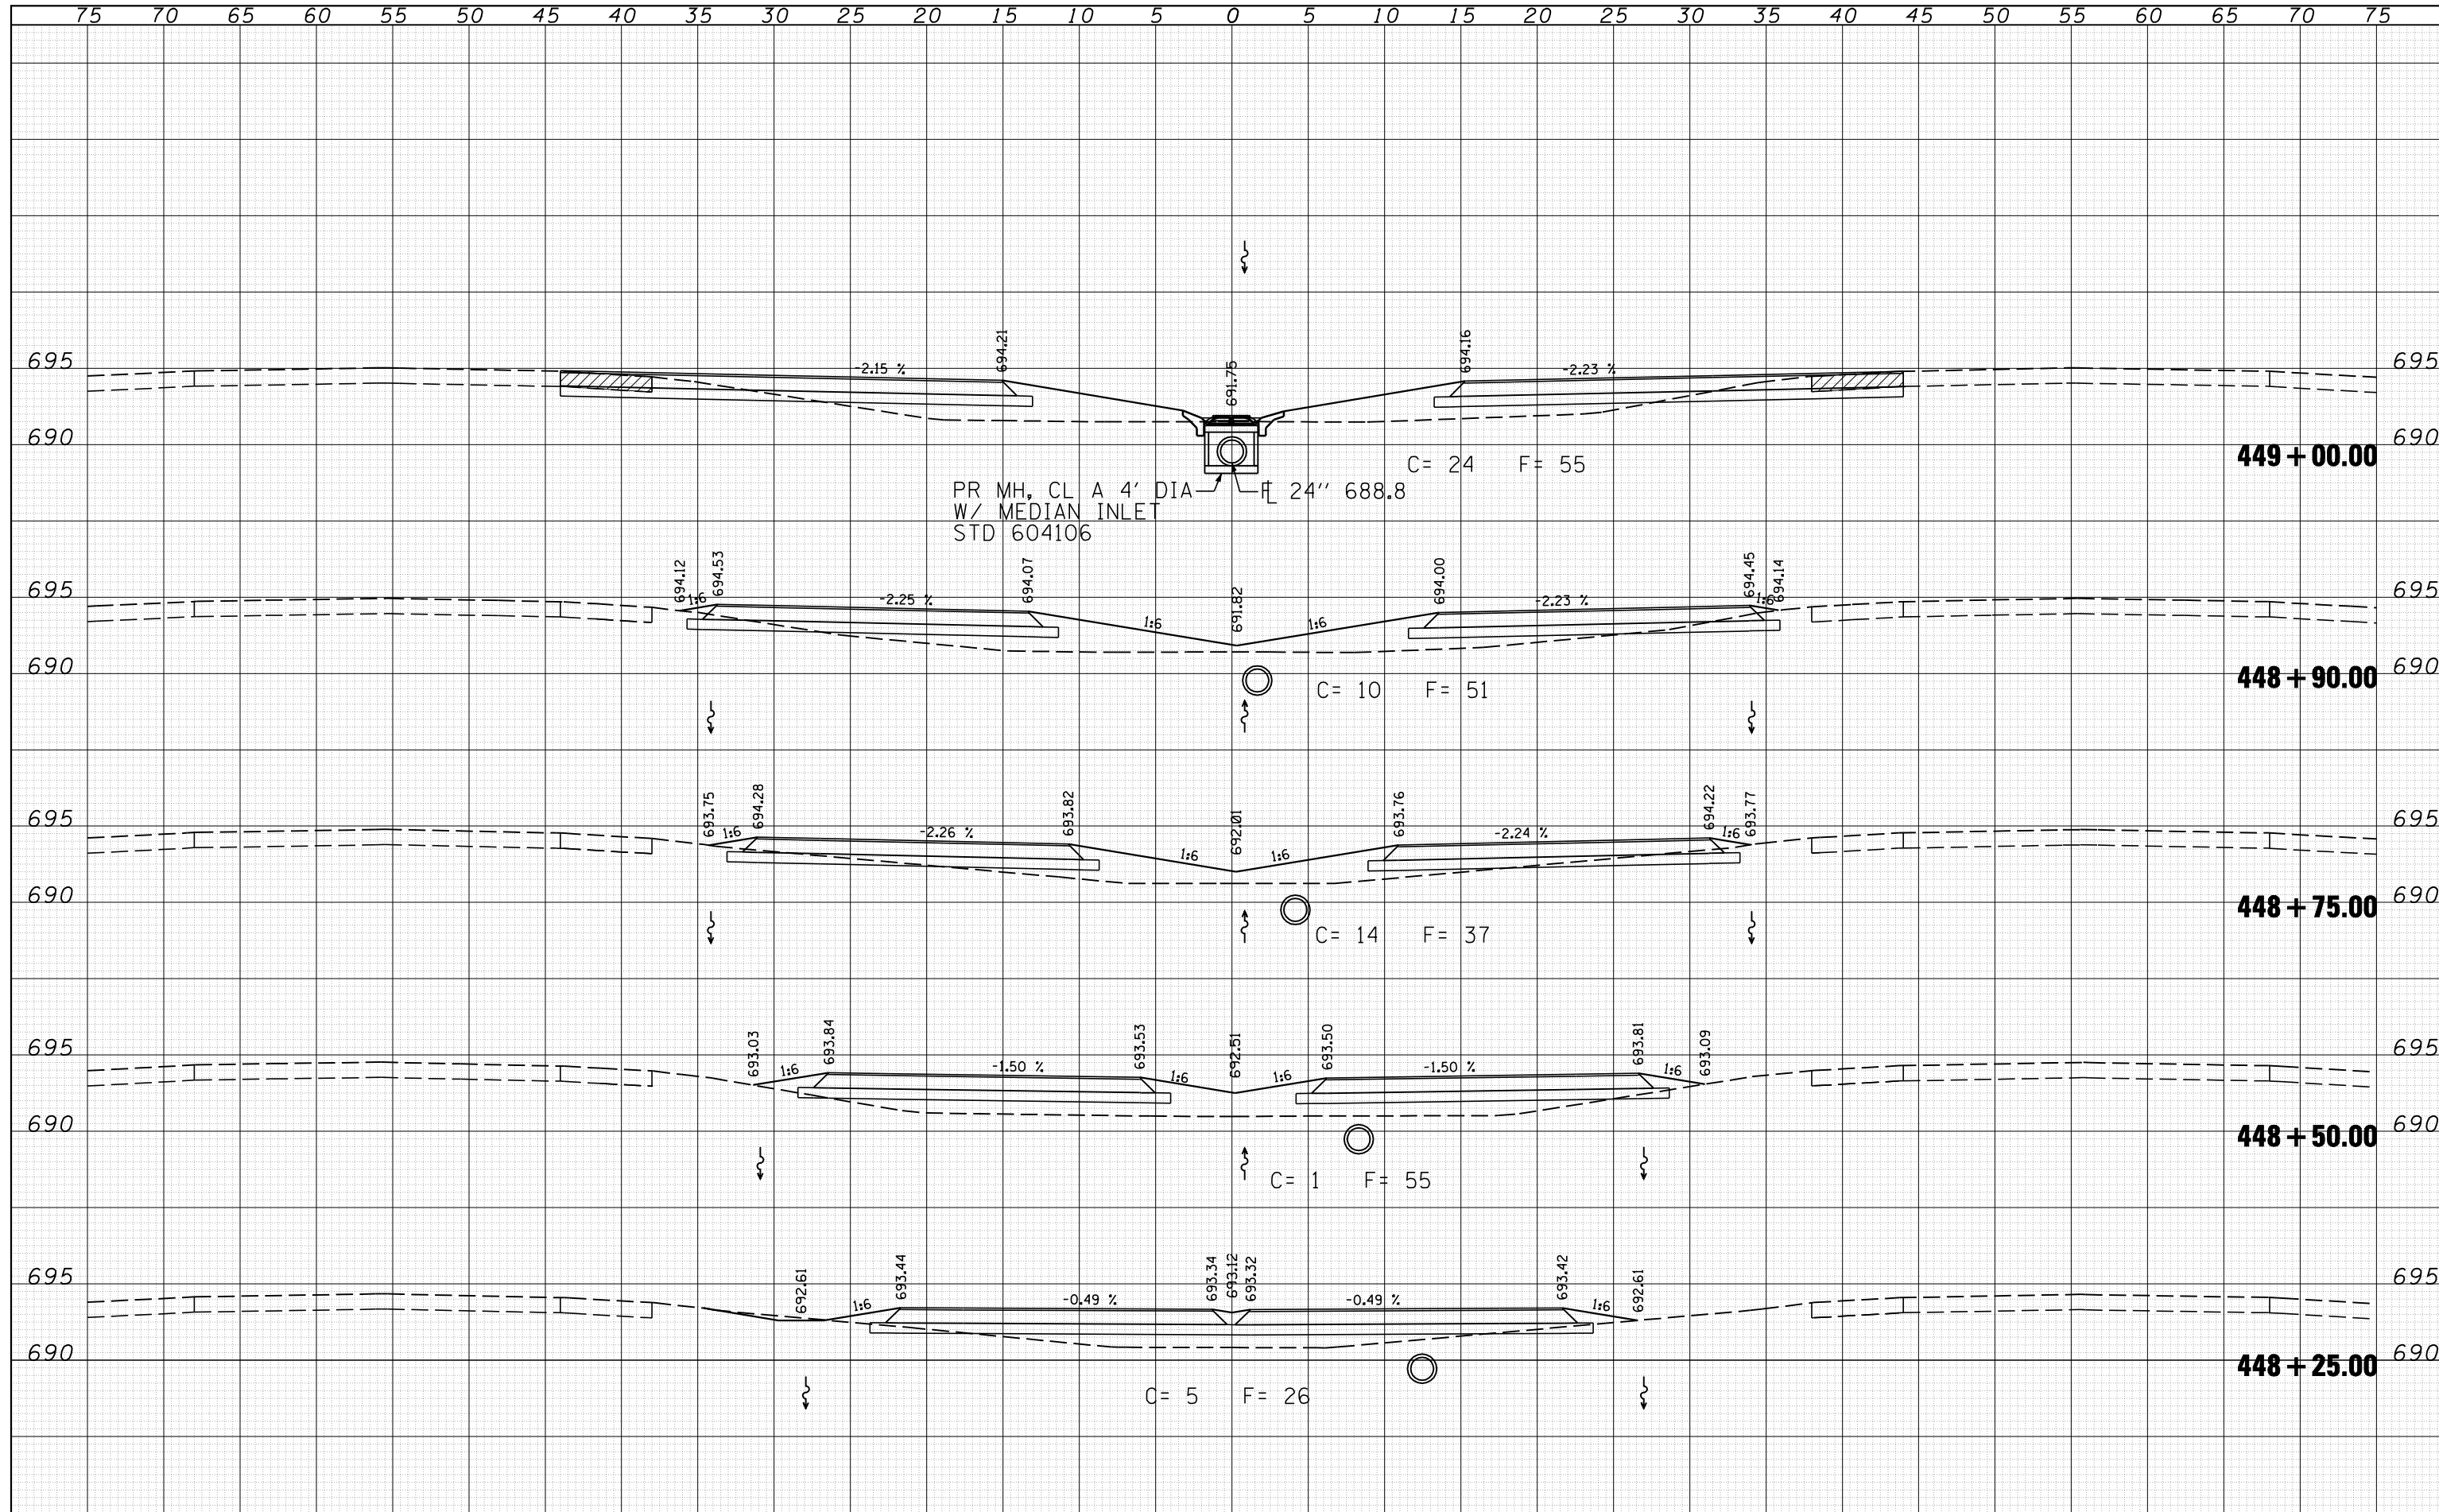 75 70 65 60 55 50 45 40 35 30 25 20 15 10 5 0 5 10 15 20 25 30 35 40 45 50 55 60 65 70 75
694.21 691.75 694.16
695 -2.15 % -2.23 % 695
690 690
C= 24 F= 55 449+00.00
PR MH, CL A 4' DIA ℄ 24'' 688.8
W/ MEDIAN INLET
STD 604106
694.12 694.53 694.07 691.82 694.00 694.45 694.14
695 1:6 -2.25 % 1:6 1:6 -2.23 % 1:6 695
690 690
C= 10 F= 51 448+90.00
693.75 694.28 693.82 692.01 693.76 694.22 693.77
695 1:6 -2.26 % 1:6 1:6 -2.24 % 1:6 695
690 690
448+75.00
C= 14 F= 37
693.03 693.84 693.53 692.51 693.50 693.81 693.09
695 1:6 -1.50 % 1:6 1:6 -1.50 % 1:6 695
690 690
448+50.00
C= 1 F= 55
692.61 693.44 693.34 693.12 693.32 693.42 692.61
695 1:6 -0.49 % -0.49 % 1:6 695
690 690
448+25.00
C= 5 F= 26